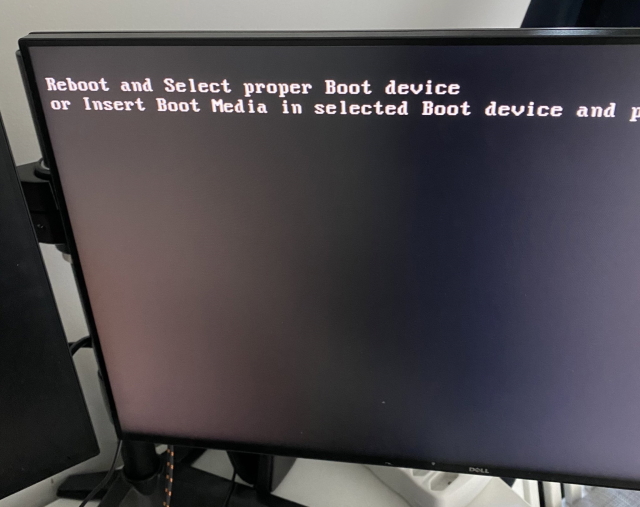 Reboot and Select proper Boot device
or Insert Boot Media in selected Boot device and p
DELL